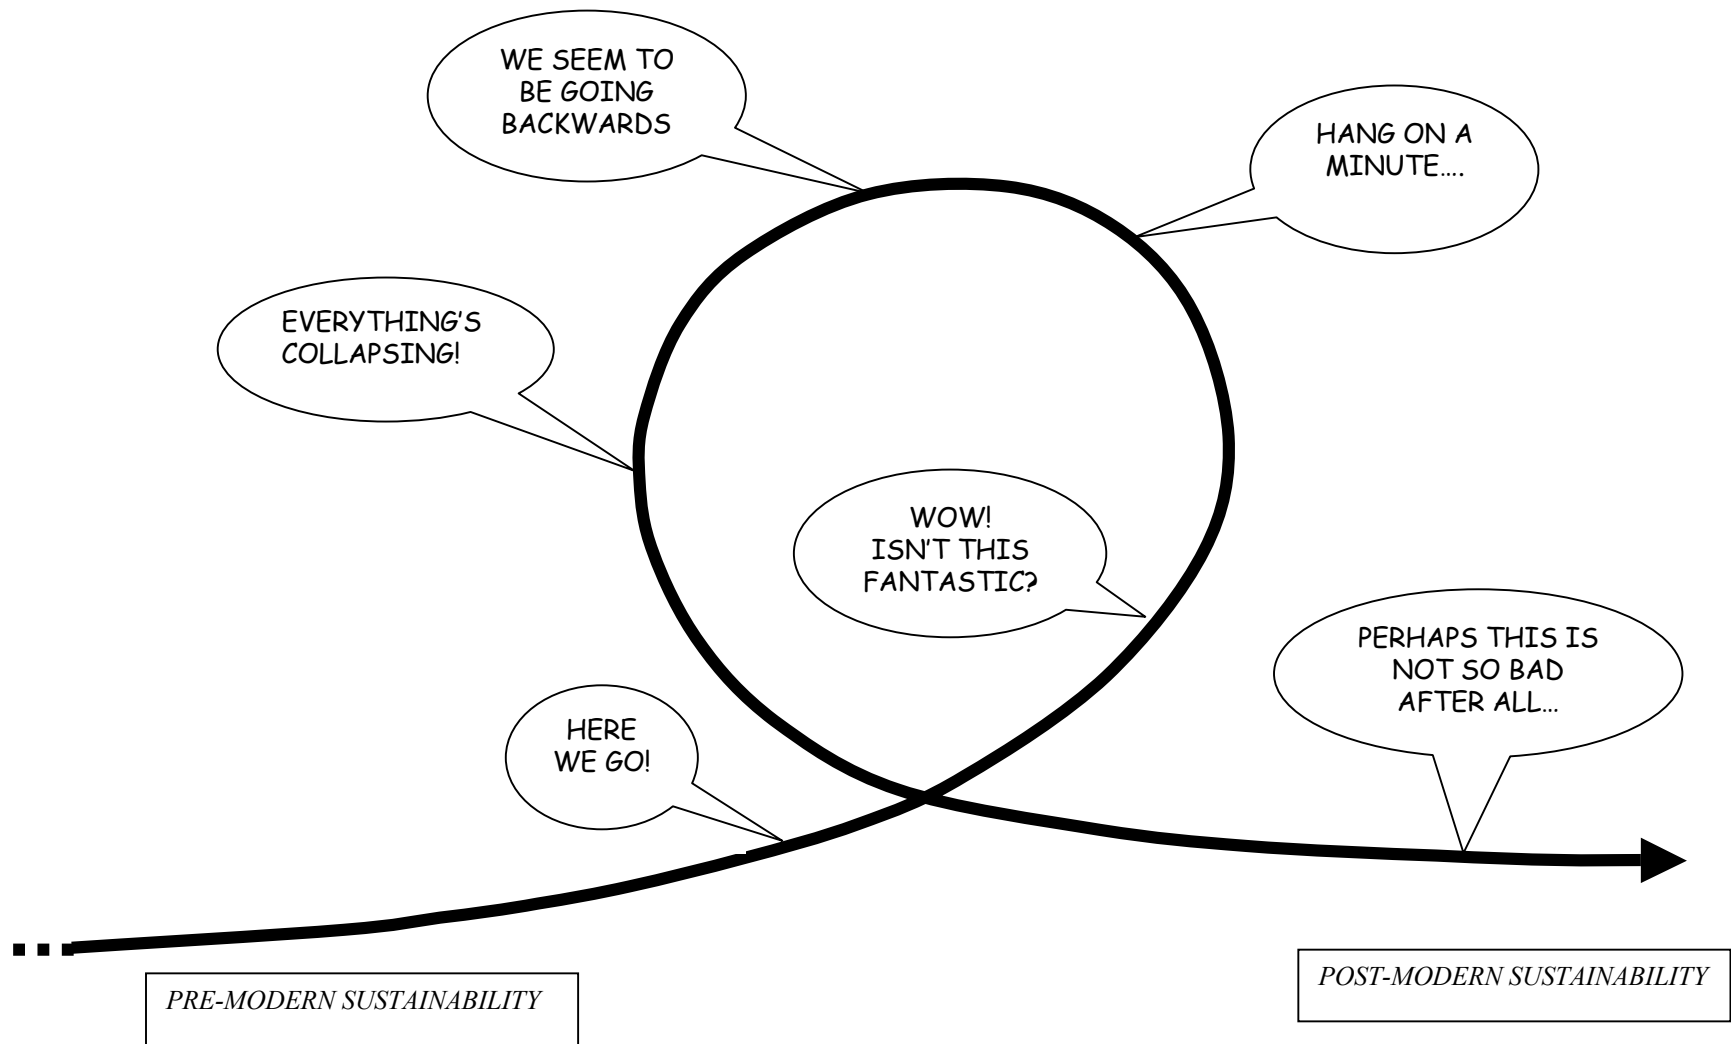 WE SEEM TO
BE GOING
BACKWARDS
HANG ON A
MINUTE....
EVERYTHING'S
COLLAPSING!
WOW!
ISN'T THIS
FANTASTIC?
PERHAPS THIS IS
NOT SO BAD
AFTER ALL...
HERE
WE GO!
PRE-MODERN SUSTAINABILITY
POST-MODERN SUSTAINABILITY